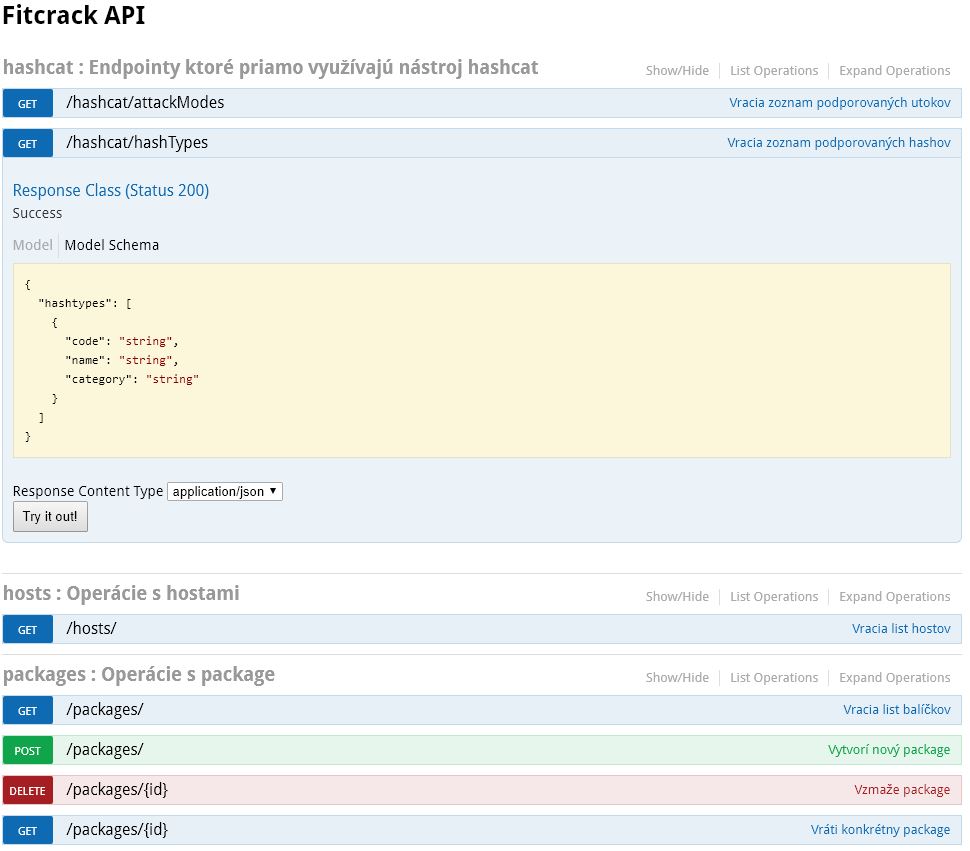 Fitcrack API
hashcat : Endpointy ktoré priamo využívajú nástroj hashcat Show/Hide List Operations Expand Operations
GET /hashcat/attackModes Vracia zoznam podporovaných utokov
GET /hashcat/hashTypes Vracia zoznam podporovaných hashov
Response Class (Status 200)
Success
Model Model Schema
{
"hashtypes": [
{
"code": "string",
"name": "string",
"category": "string"
}
]
}
Response Content Type application/json
Try it out!
hosts : Operácie s hostami Show/Hide List Operations Expand Operations
GET /hosts/ Vracia list hostov
packages : Operácie s package Show/Hide List Operations Expand Operations
GET /packages/ Vracia list balíčkov
POST /packages/ Vytvorí nový package
DELETE /packages/{id} Vzmaže package
GET /packages/{id} Vráti konkrétny package